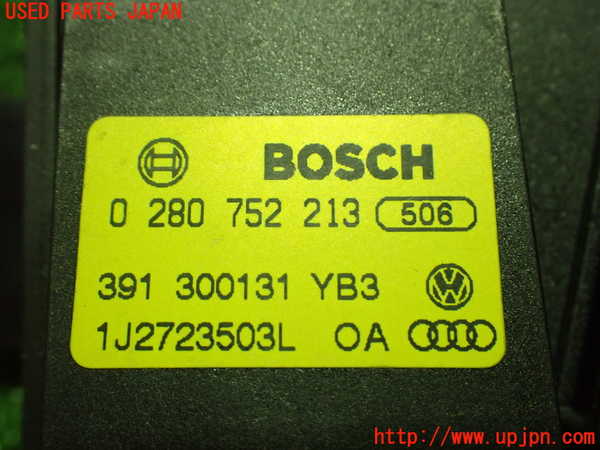 USED PARTS JAPAN
BOSCH
0 280 752 213 506
391 300131 YB3
1J2723503L OA
http://www.upjpn.com